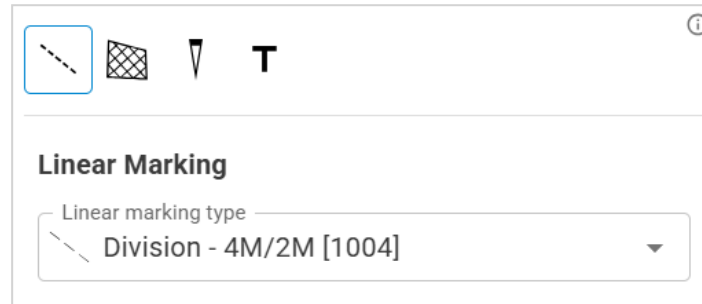 T
Linear Marking
Linear marking type
Division - 4M/2M [1004]